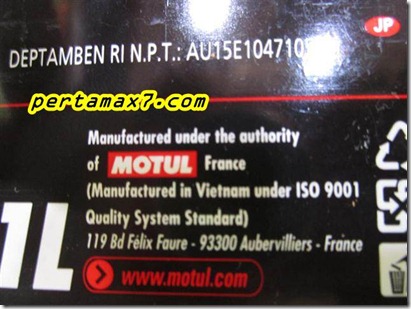 JP
DEPTAMBEN RI N.P.T.: AU15E10471
pertamax7.com
Manufactured under the authority
of MOTUL France
(Manufactured in Vietnam under ISO 9001
Quality System Standard)
119 Bd Félix Faure - 93300 Aubervilliers - France
1L
www.motul.com